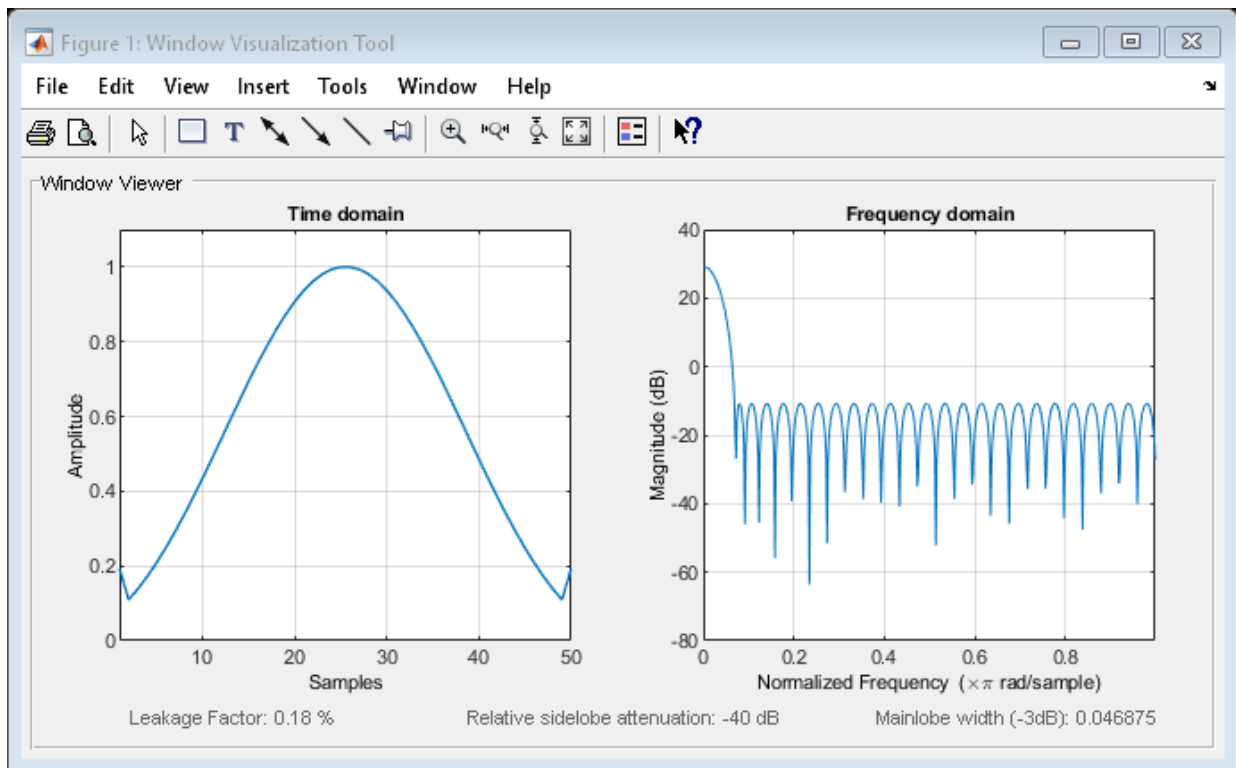 Figure 1: Window Visualization Tool
File Edit View Insert Tools Window Help
T
?
Window Viewer
Time domain
Amplitude
1
0.8
0.6
0.4
0.2
0
10 20 30 40 50
Samples
Frequency domain
Magnitude (dB)
40
20
0
-20
-40
-60
-80
0 0.2 0.4 0.6 0.8
Normalized Frequency (×π rad/sample)
Leakage Factor: 0.18 % Relative sidelobe attenuation: -40 dB Mainlobe width (-3dB): 0.046875